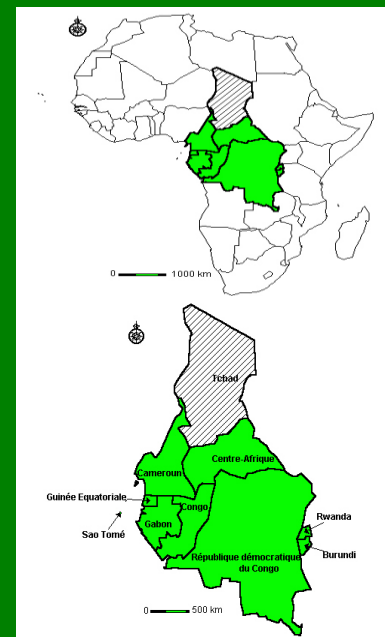 0 1000 km
Tchad
Centre-Afrique
Cameroun
Guinée Equatoriale
Congo
Sao Tomé
Gabon
Rwanda
République démocratique
du Congo
Burundi
0 500 km